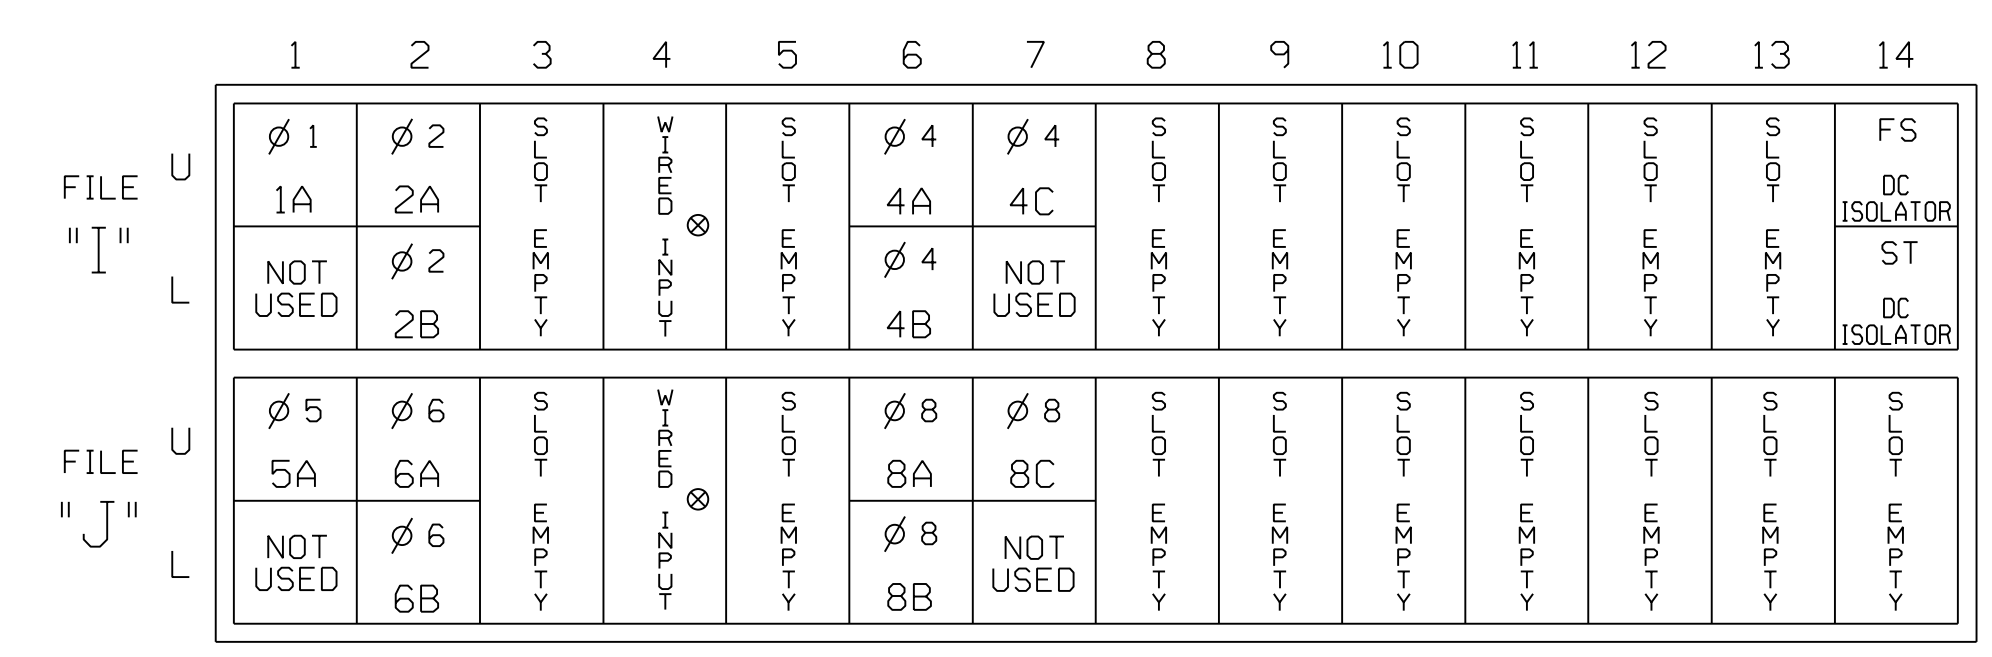 1 2 3 4 5 6 7 8 9 10 11 12 13 14
FILE "I"
U
Ø 1 Ø 2 SLOT EMPTY WIRED INPUT ⊗ SLOT EMPTY Ø 4 Ø 4 SLOT EMPTY SLOT EMPTY SLOT EMPTY SLOT EMPTY SLOT EMPTY SLOT EMPTY FS
1A 2A 4A 4C DC
ISOLATOR
L
NOT Ø 2 Ø 4 NOT ST
USED 2B 4B USED DC
ISOLATOR
FILE "J"
U
Ø 5 Ø 6 SLOT EMPTY WIRED INPUT ⊗ SLOT EMPTY Ø 8 Ø 8 SLOT EMPTY SLOT EMPTY SLOT EMPTY SLOT EMPTY SLOT EMPTY SLOT EMPTY SLOT EMPTY
5A 6A 8A 8C
L
NOT Ø 6 Ø 8 NOT
USED 6B 8B USED